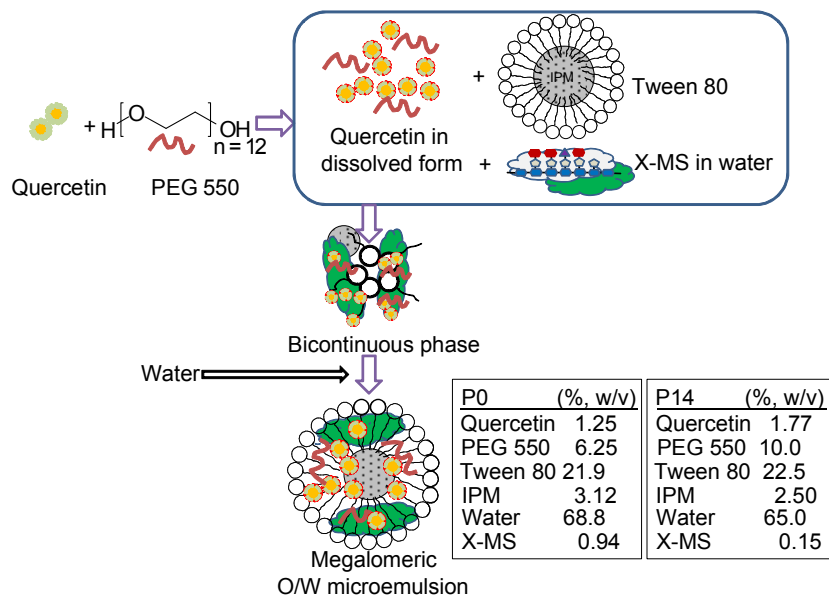 IPM
Tween 80
+
Quercetin in
dissolved form
+
X-MS in water
+
H
O
OH
n = 12
Quercetin
PEG 550
Bicontinuous phase
Water
Megalomeric
O/W microemulsion
P0 (%, w/v)
Quercetin 1.25
PEG 550 6.25
Tween 80 21.9
IPM 3.12
Water 68.8
X-MS 0.94
P14 (%, w/v)
Quercetin 1.77
PEG 550 10.0
Tween 80 22.5
IPM 2.50
Water 65.0
X-MS 0.15